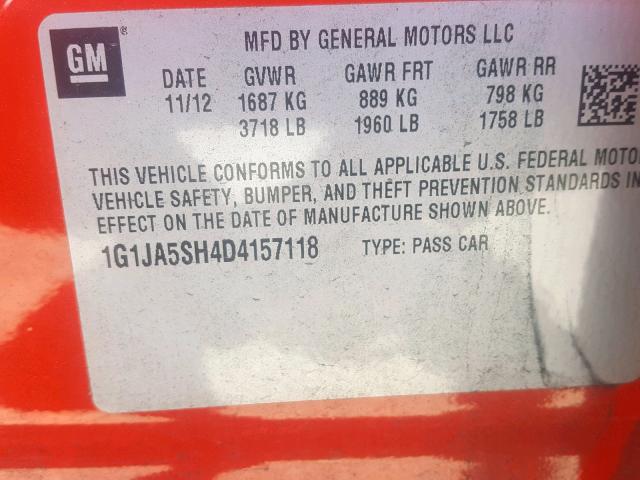 GM®
MFD BY GENERAL MOTORS LLC
DATE GVWR GAWR FRT GAWR RR
11/12 1687 KG 889 KG 798 KG
3718 LB 1960 LB 1758 LB
THIS VEHICLE CONFORMS TO ALL APPLICABLE U.S. FEDERAL MOTO
VEHICLE SAFETY, BUMPER, AND THEFT PREVENTION STANDARDS IN
EFFECT ON THE DATE OF MANUFACTURE SHOWN ABOVE.
1G1JA5SH4D4157118 TYPE: PASS CAR